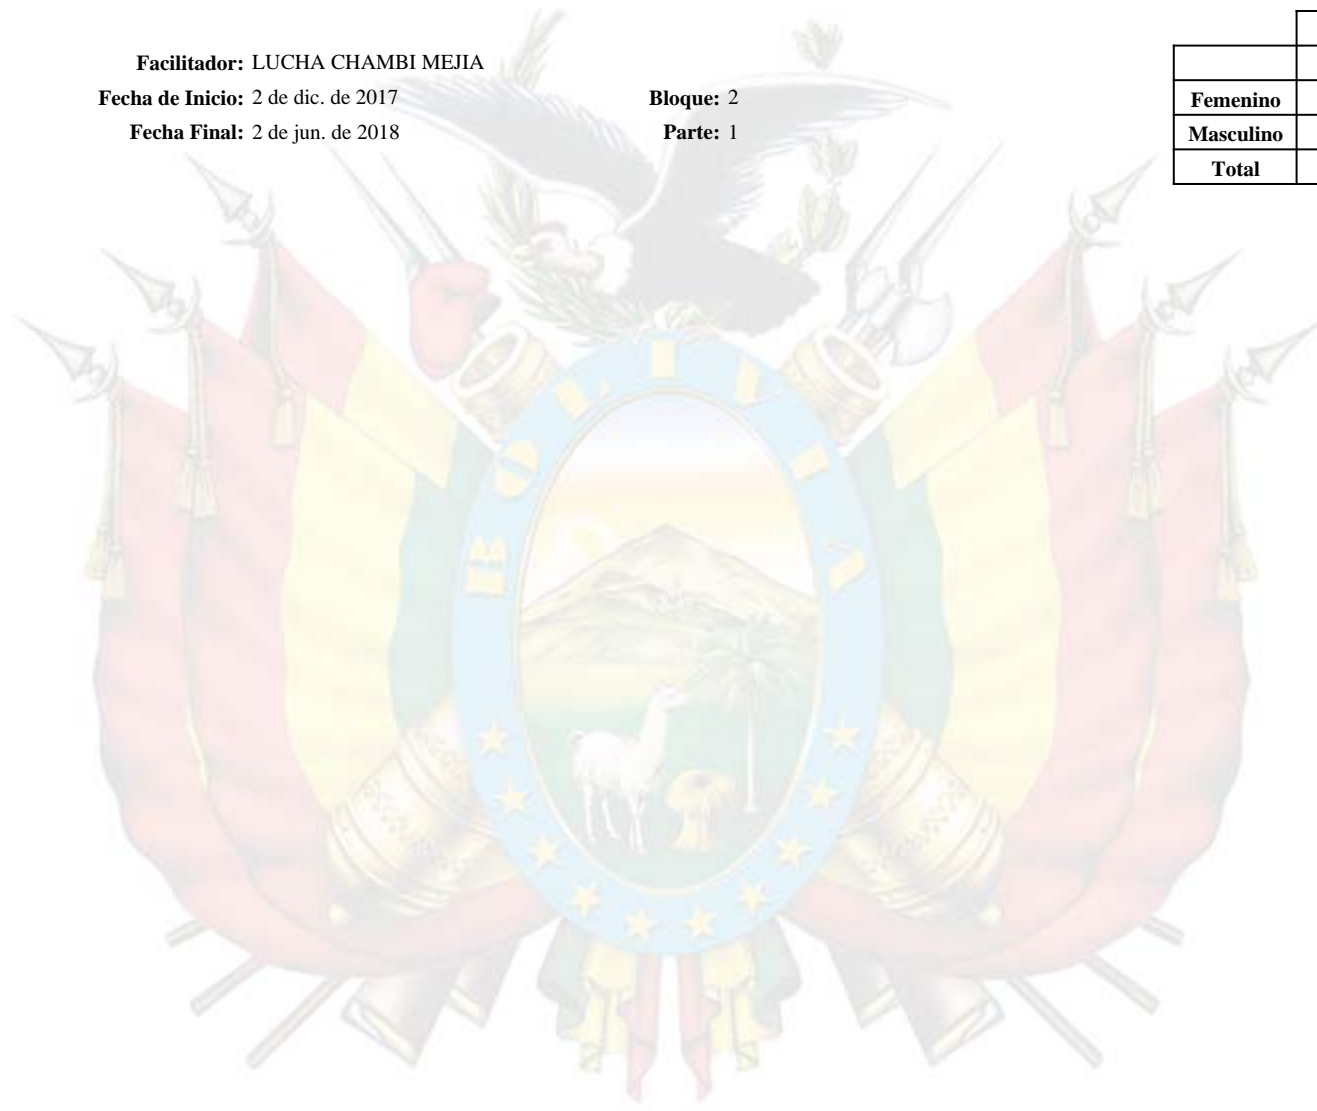 Facilitador: LUCHA CHAMBI MEJIA
Fecha de Inicio: 2 de dic. de 2017 Bloque: 2
Fecha Final: 2 de jun. de 2018 Parte: 1
Femenino
Masculino
Total
BOLIVIA